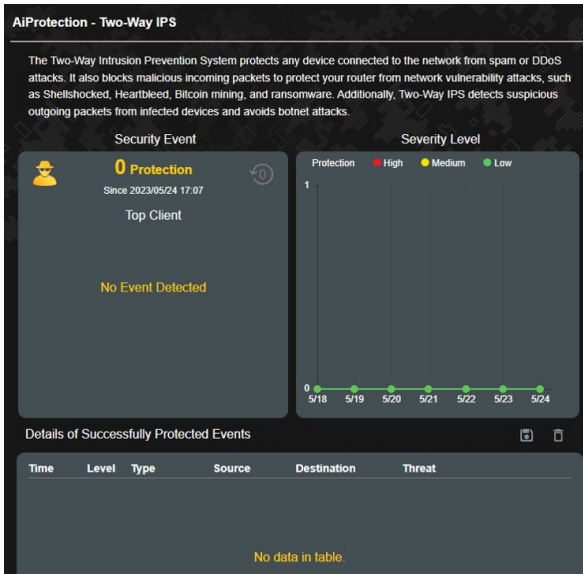 AiProtection - Two-Way IPS
The Two-Way Intrusion Prevention System protects any device connected to the network from spam or DDoS
attacks. It also blocks malicious incoming packets to protect your router from network vulnerability attacks, such
as Shellshocked, Heartbleed, Bitcoin mining, and ransomware. Additionally, Two-Way IPS detects suspicious
outgoing packets from infected devices and avoids botnet attacks.
Security Event
0 Protection
0
Since 2023/05/24 17:07
Top Client
No Event Detected
Severity Level
Protection High Medium Low
1
0
5/18 5/19 5/20 5/21 5/22 5/23 5/24
Details of Successfully Protected Events
Time Level Type Source Destination Threat
No data in table.